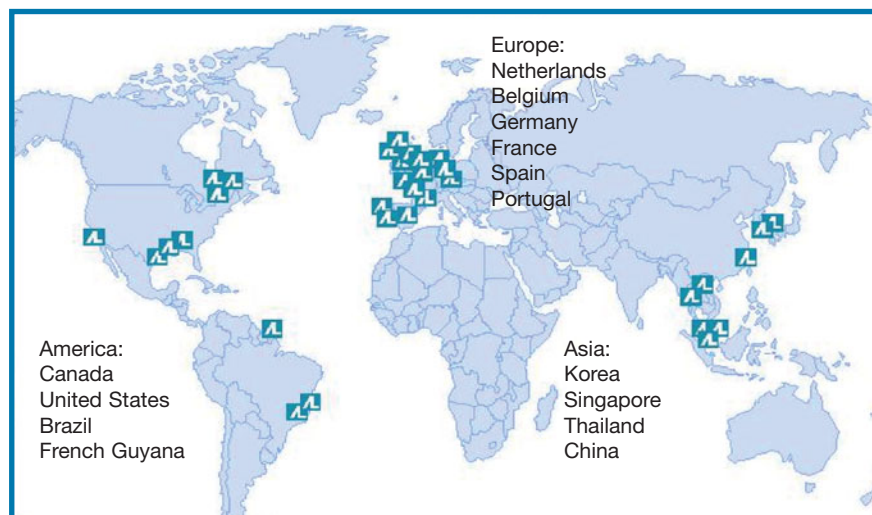 Europe:
Netherlands
Belgium
Germany
France
Spain
Portugal
America:
Canada
United States
Brazil
French Guyana
Asia:
Korea
Singapore
Thailand
China